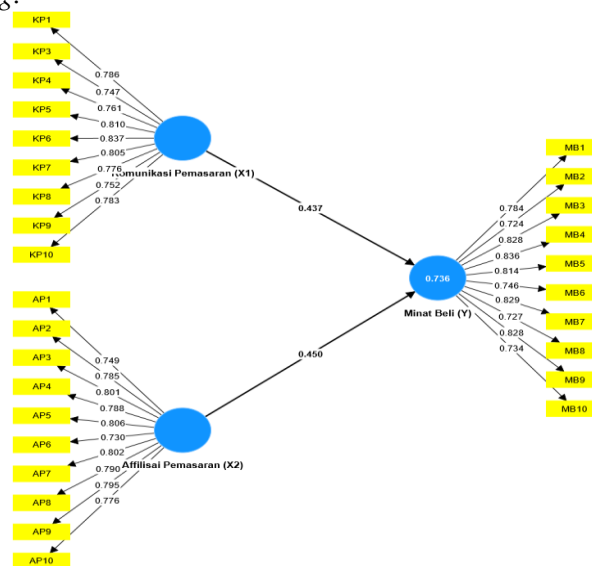 g.
KP1
KP3
KP4
KP5
KP6
KP7
KP8
KP9
KP10
0.786
0.747
0.761
0.810
0.837
0.805
0.776
0.752
0.783
Komunikasi Pemasaran (X1)
0.437
AP1
AP2
AP3
AP4
AP5
AP6
AP7
AP8
AP9
AP10
0.749
0.785
0.801
0.788
0.806
0.730
0.802
0.790
0.795
0.776
Affilisai Pemasaran (X2)
0.450
0.736
Minat Beli (Y)
0.784
0.724
0.828
0.836
0.814
0.746
0.829
0.727
0.828
0.734
MB1
MB2
MB3
MB4
MB5
MB6
MB7
MB8
MB9
MB10